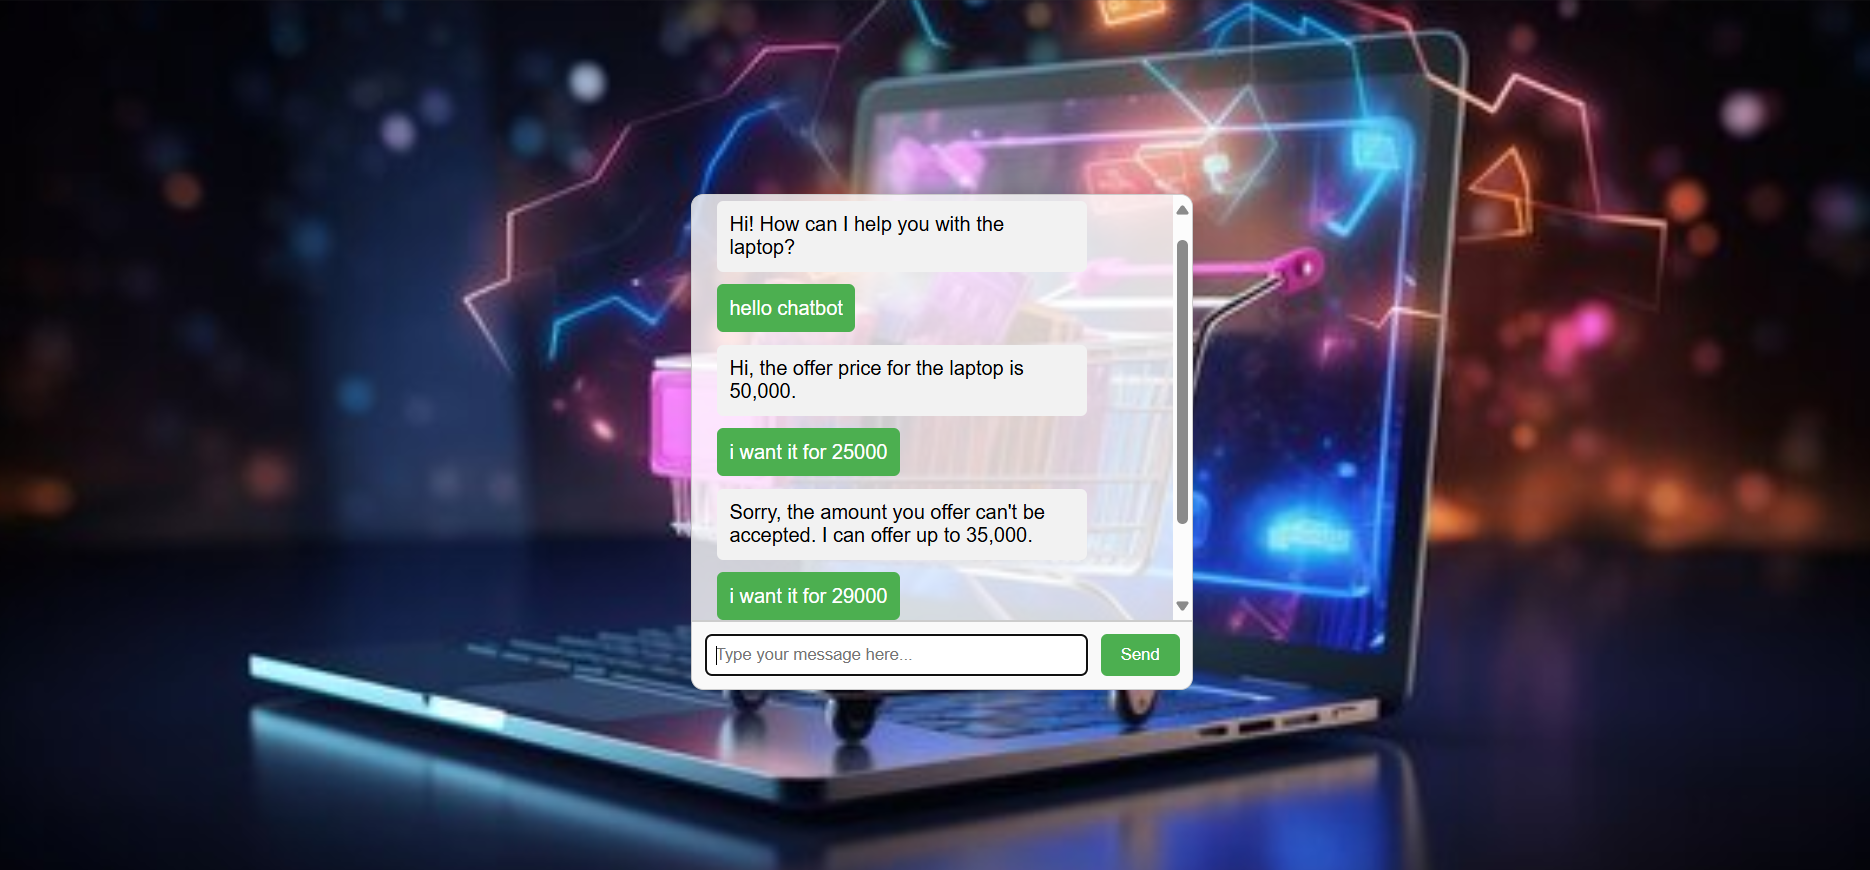 Hi! How can I help you with the
laptop?
hello chatbot
Hi, the offer price for the laptop is
50,000.
i want it for 25000
Sorry, the amount you offer can't be
accepted. I can offer up to 35,000.
i want it for 29000
Type your message here...
Send